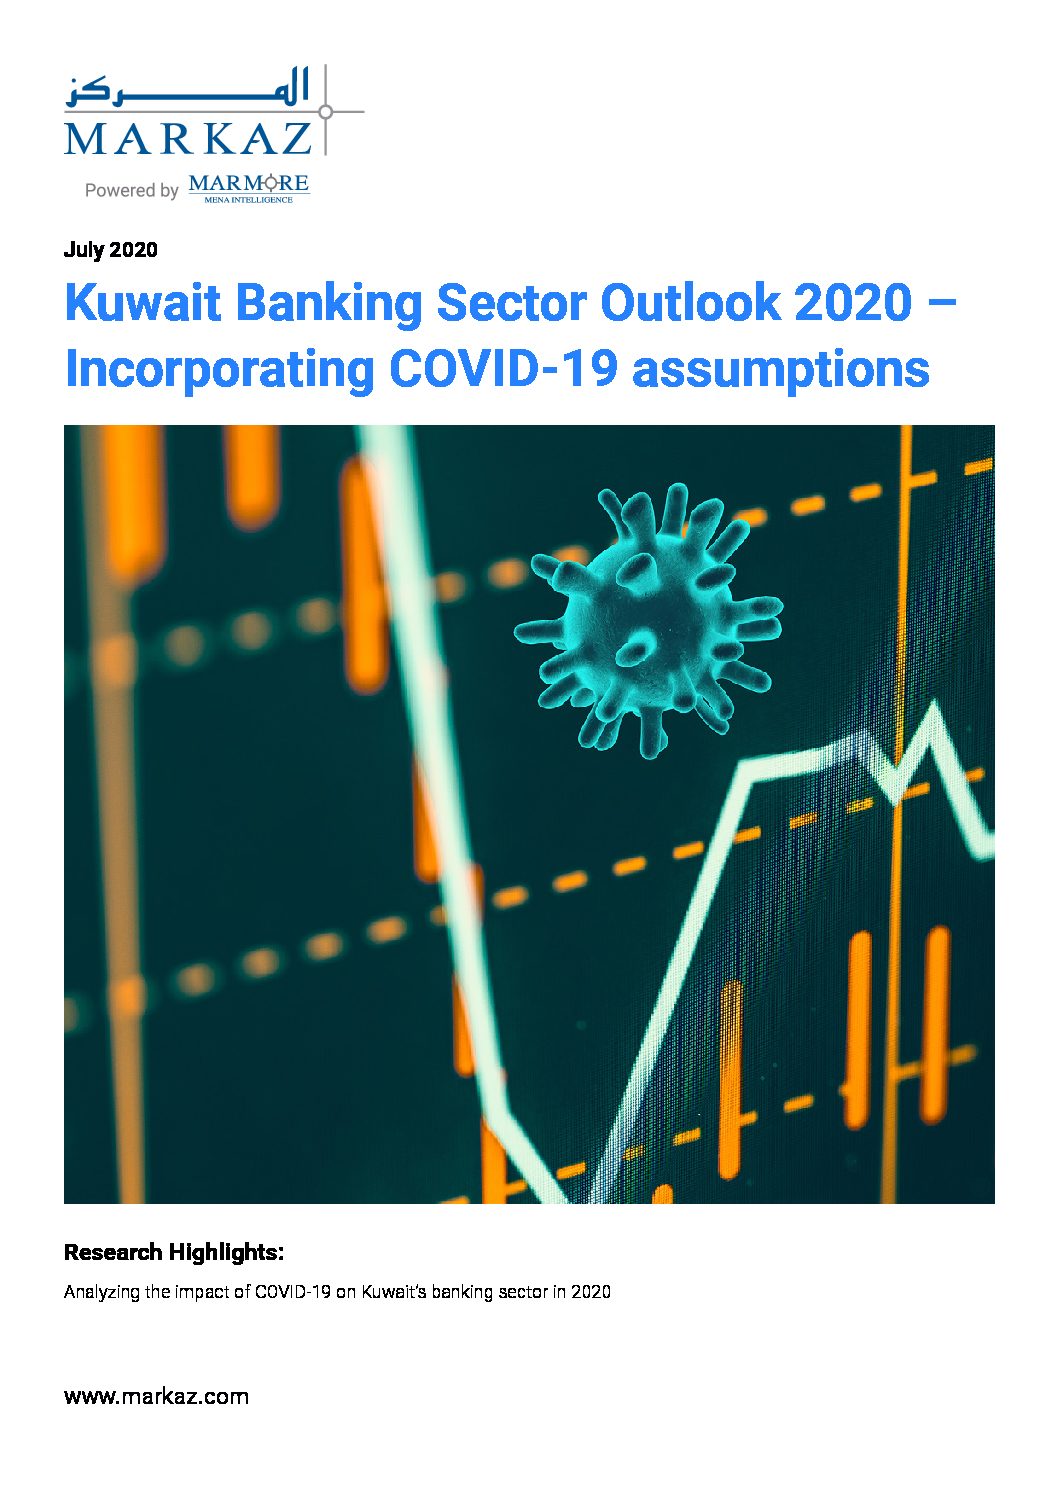 المركز
MARKAZ
Powered by MARMORE
MENA INTELLIGENCE
July 2020
Kuwait Banking Sector Outlook 2020 –
Incorporating COVID-19 assumptions
Research Highlights:
Analyzing the impact of COVID-19 on Kuwait's banking sector in 2020
www.markaz.com